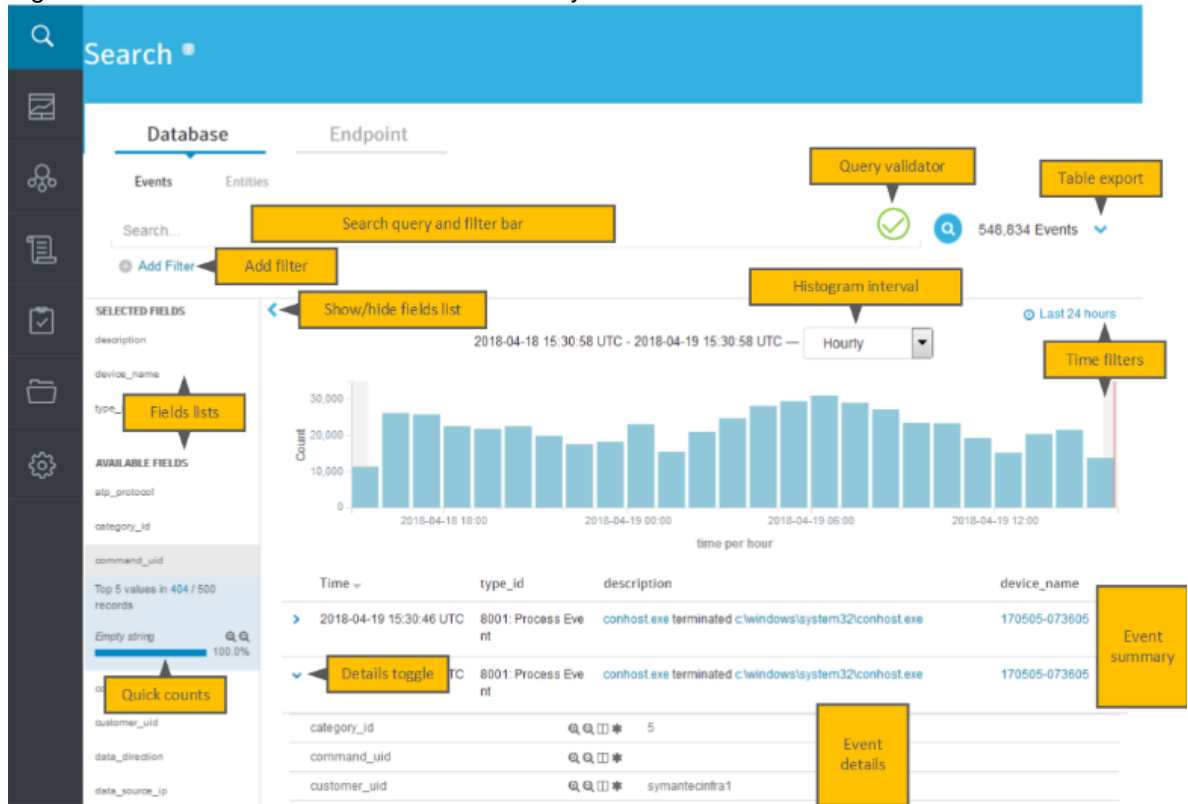 Search
Database
Endpoint
Query validator
Table export
Events
Entities
Search...
Search query and filter bar
548,834 Events
Add Filter
Add filter
Histogram interval
SELECTED FIELDS
Show/hide fields list
Last 24 hours
description
2018-04-18 15:30:58 UTC - 2018-04-19 15:30:58 UTC —
Hourly
Time filters
device_name
type_
Fields lists
30,000
20,000
10,000
0
Count
AVAILABLE FIELDS
atp_protocol
category_id
2018-04-18 18:00
2018-04-19 00:00
2018-04-19 06:00
2018-04-19 12:00
time per hour
command_uid
Top 5 values in 404 / 500
records
Empty string
100.0%
Quick counts
Time
type_id
description
device_name
2018-04-19 15:30:46 UTC
8001: Process Eve
nt
conhost.exe terminated c:\windows\system32\conhost.exe
170505-073605
Event
summary
Details toggle
TC
8001: Process Eve
nt
conhost.exe terminated c:\windows\system32\conhost.exe
170505-073605
customer_uid
data_direction
data_source_ip
category_id
5
command_uid
customer_uid
symantecinfra1
Event
details